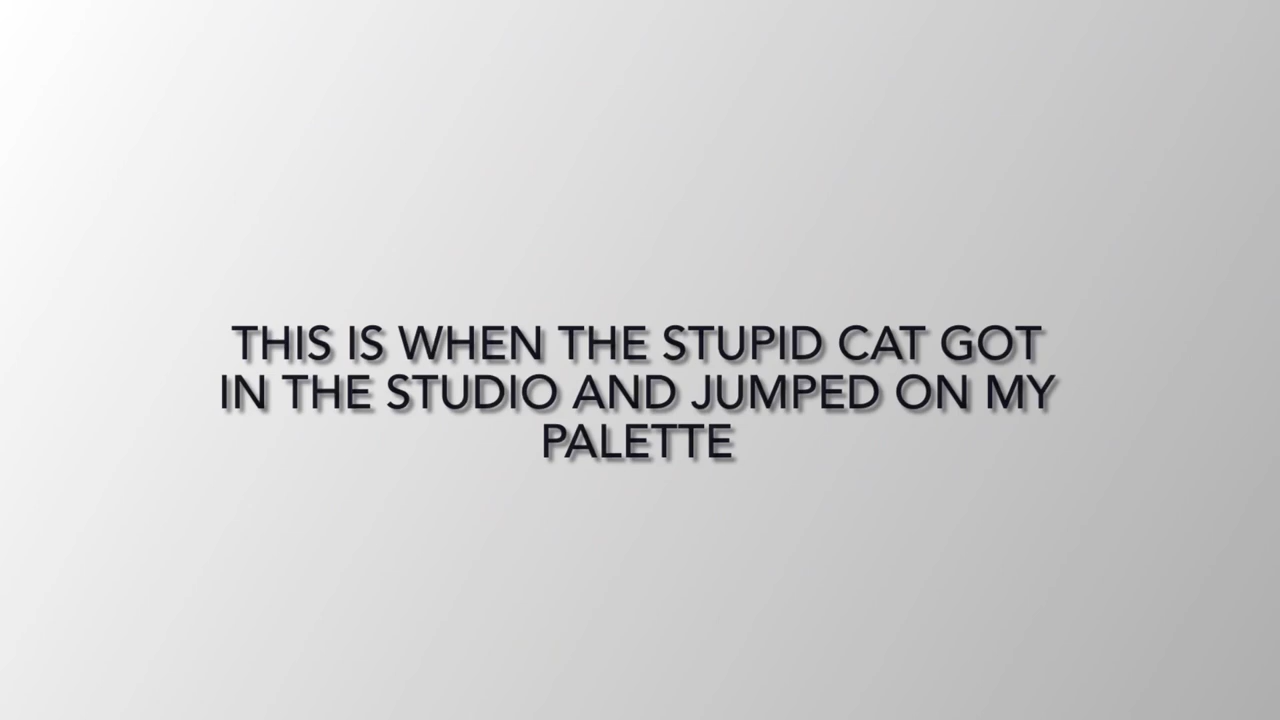 THIS IS WHEN THE STUPID CAT GOT
IN THE STUDIO AND JUMPED ON MY
PALETTE